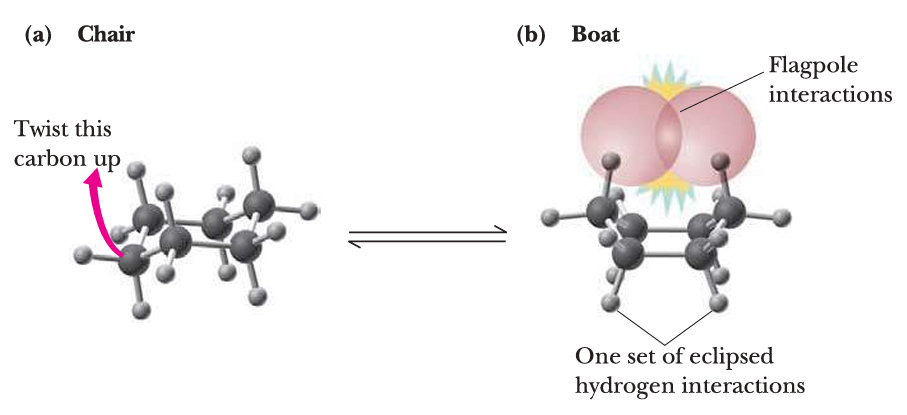 (a) Chair
(b) Boat
Flagpole
interactions
Twist this
carbon up
One set of eclipsed
hydrogen interactions